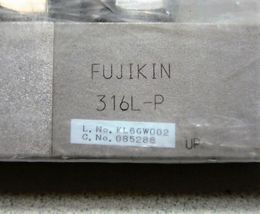 FUJIKIN
316L-P
L.No. KL6GW002
C.No. 085288
UP